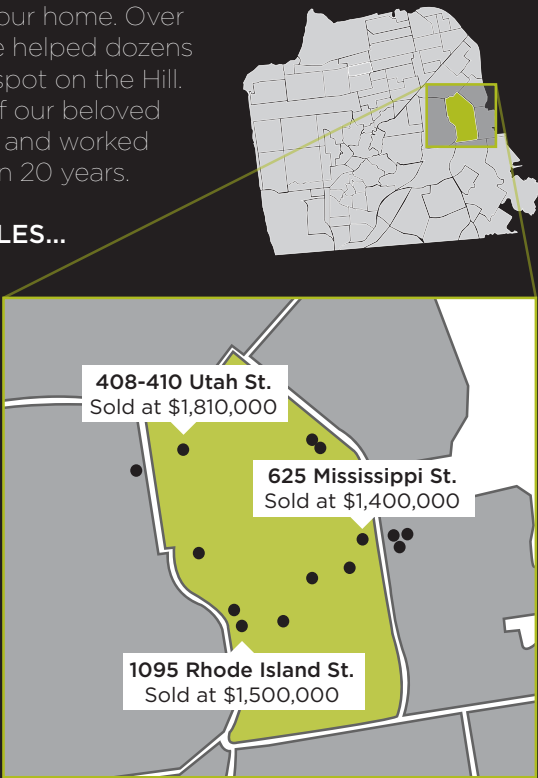 our home. Over
helped dozens
spot on the Hill.
our beloved
and worked
20 years.
408-410 Utah St.
Sold at $1,810,000
625 Mississippi St.
Sold at $1,400,000
1095 Rhode Island St.
Sold at $1,500,000